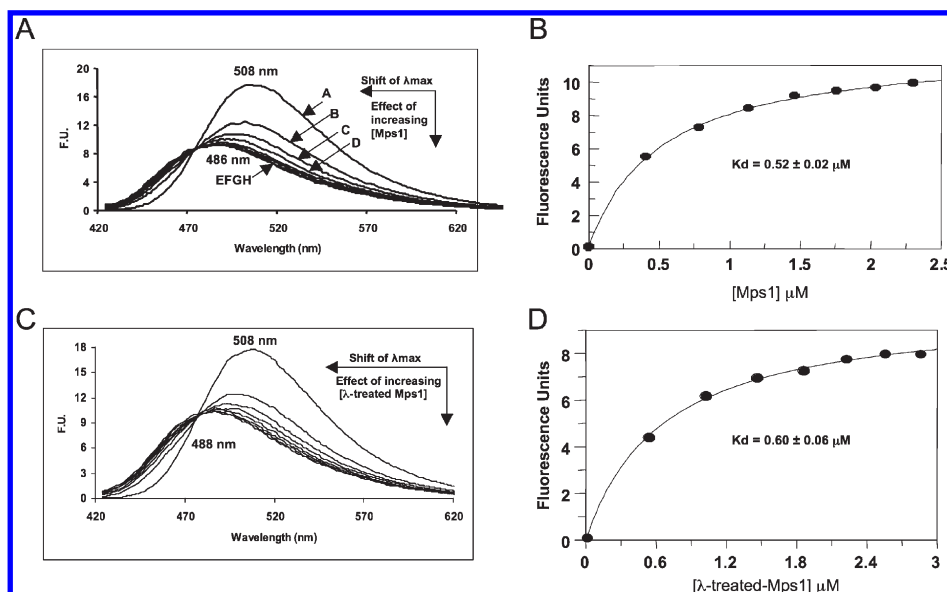 A
508 nm
Shift of λmax
A
B
Effect of
increasing
[Mps1]
C
D
486 nm
EFGH
F.U.
20
16
12
8
4
0
420
470
520
570
620
Wavelength (nm)
B
Fluorescence Units
10
8
6
4
2
0
Kd = 0.52 ± 0.02 μM
0
0.5
1
1.5
2
2.5
[Mps1] μM
C
508 nm
Shift of λmax
Effect of increasing
[λ-treated Mps1]
488 nm
F.U.
18
15
12
9
6
3
0
420
470
520
570
620
Wavelength (nm)
D
Fluorescence Units
8
6
4
2
0
Kd = 0.60 ± 0.06 μM
0
0.6
1.2
1.8
2.4
3
[λ-treated-Mps1] μM